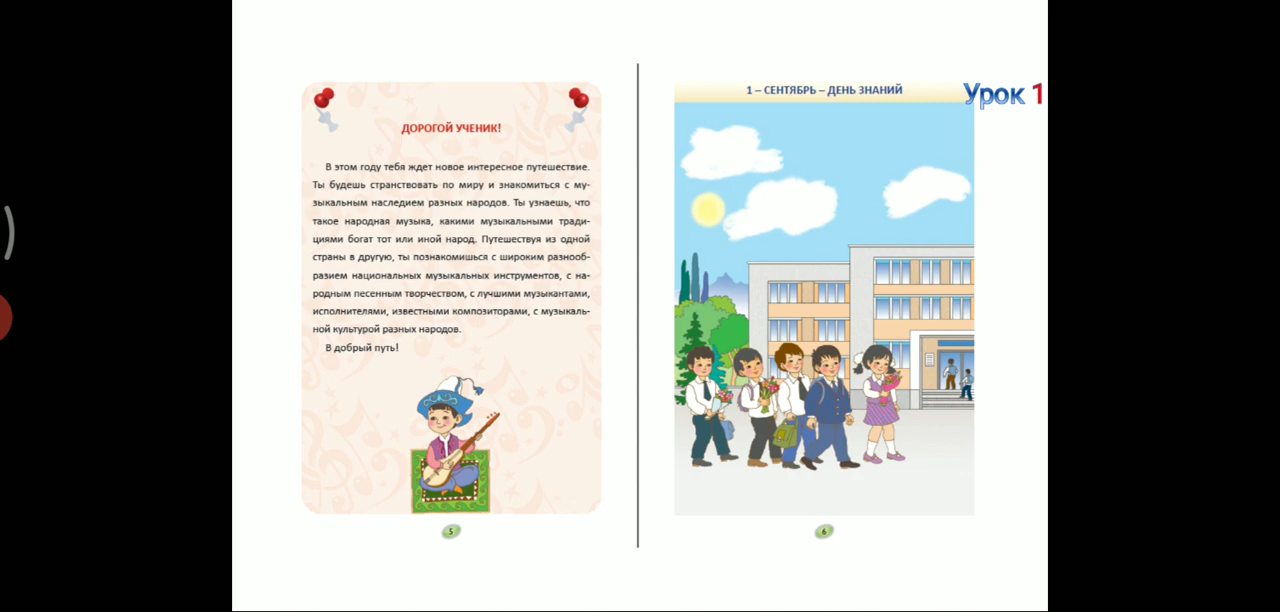 ДОРОГОЙ УЧЕНИК!
В этом году тебя ждет новое интересное путешествие.
Ты будешь странствовать по миру и знакомиться с му-
зыкальным наследием разных народов. Ты узнаешь, что
такое народная музыка, какими музыкальными тради-
циями богат тот или иной народ. Путешествуя из одной
страны в другую, ты познакомишься с широким разнооб-
разием национальных музыкальных инструментов, с на-
родным песенным творчеством, с лучшими музыкантами,
исполнителями, известными композиторами, с музыкаль-
ной культурой разных народов.
В добрый путь!
5
1 – СЕНТЯБРЬ – ДЕНЬ ЗНАНИЙ
Урок 1
6